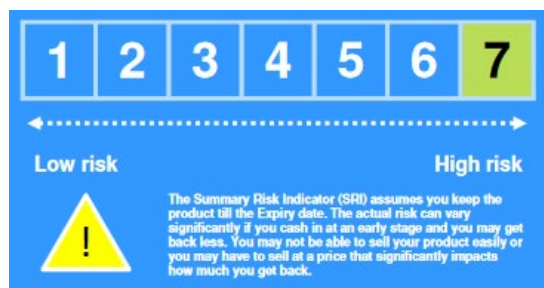 1 2 3 4 5 6 7
Low risk High risk
!
The Summary Risk Indicator (SRI) assumes you keep the
product till the Expiry date. The actual risk can vary
significantly if you cash in at an early stage and you may get
back less. You may not be able to sell your product easily or
you may have to sell at a price that significantly impacts
how much you get back.